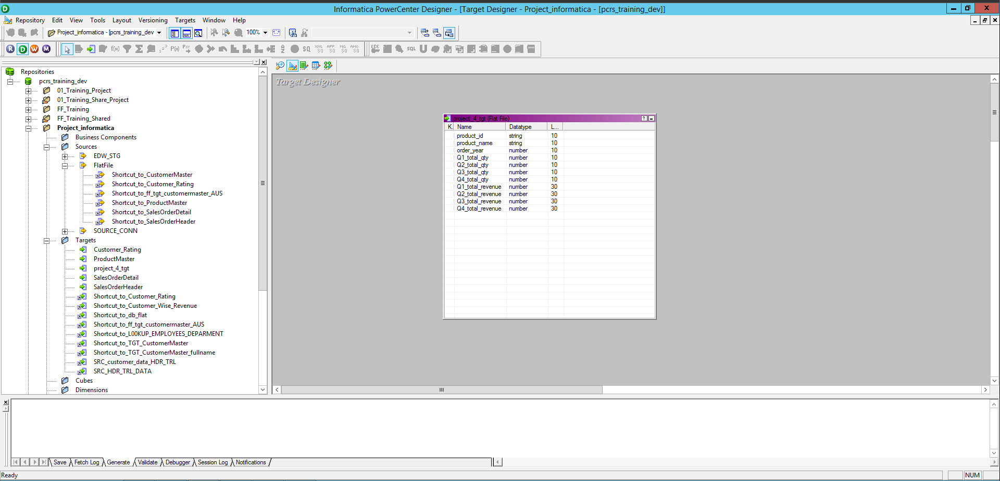 Informatica PowerCenter Designer - [Target Designer - Project_informatica - [pcrs_training_dev]]
Repository Edit View Tools Layout Versioning Targets Window Help
Project_informatica - [pcrs_training_dev 100%
Repositories
pcrs_training_dev
01_Training_Project
01_Training_Share_Project
FF_Training
FF_Training_Shared
Project_informatica
Business Components
Sources
EDW_STG
FlatFile
Shortcut_to_CustomerMaster
Shortcut_to_Customer_Rating
Shortcut_to_ff_tgt_customermaster_AUS
Shortcut_to_ProductMaster
Shortcut_to_SalesOrderDetail
Shortcut_to_SalesOrderHeader
SOURCE_CONN
Targets
Customer_Rating
ProductMaster
project_4_tgt
SalesOrderDetail
SalesOrderHeader
Shortcut_to_Customer_Rating
Shortcut_to_Customer_Wise_Revenue
Shortcut_to_db_flat
Shortcut_to_ff_tgt_customermaster_AUS
Shortcut_to_L00KUP_EMPLOYEES_DEPARMENT
Shortcut_to_TGT_CustomerMaster
Shortcut_to_TGT_CustomerMaster_fullname
SRC_customer_data_HDR_TRL
SRC_HDR_TRL_DATA
Cubes
Dimensions
Target Designer
project_4_tgt (Flat File)
K. Name Datatype L...
product_id string 10
product_name string 10
order_year number 10
Q1_total_qty number 10
Q2_total_qty number 10
Q3_total_qty number 10
Q4_total_qty number 10
Q1_total_revenue number 30
Q2_total_revenue number 30
Q3_total_revenue number 30
Q4_total_revenue number 30
Save Fetch Log Generate Validate Debugger Session Log Notifications
Ready NUM